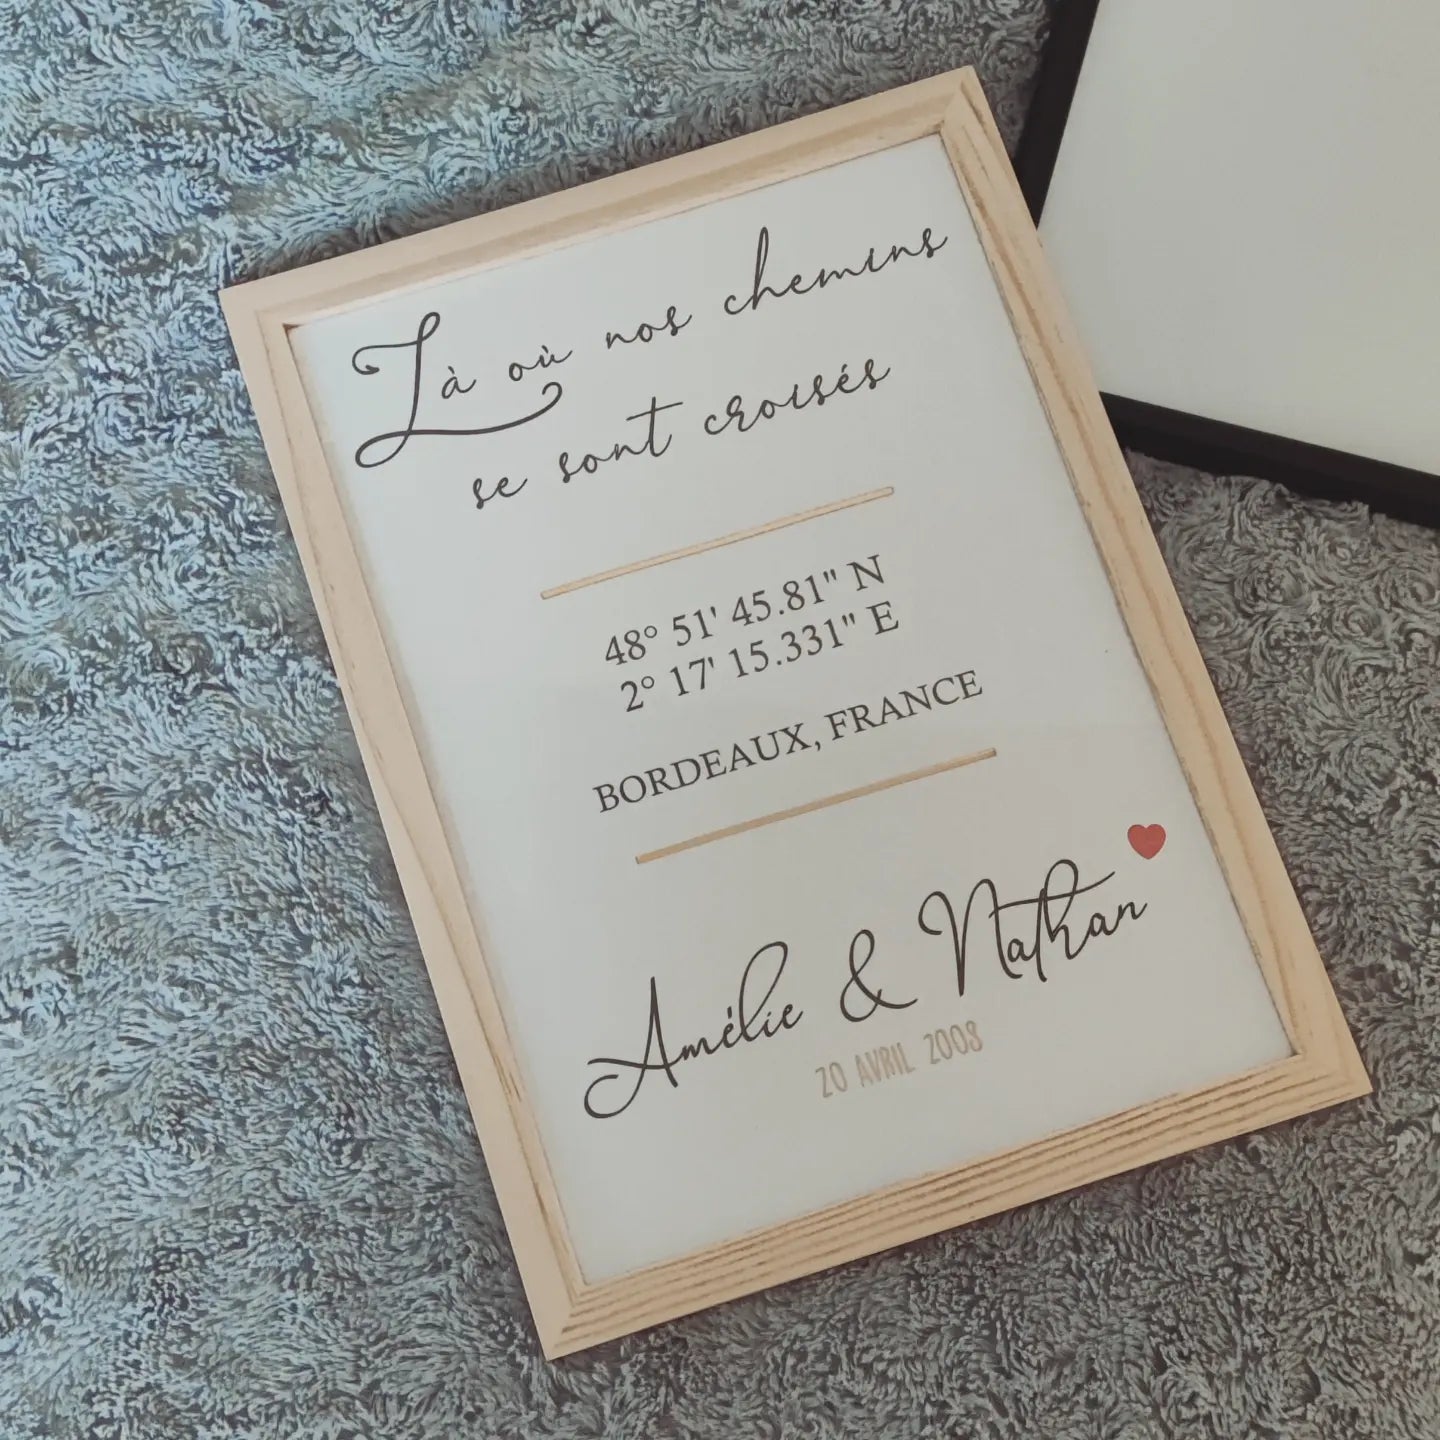 Là où nos chemins
se sont croisés
48° 51' 45.81" N
2° 17' 15.331" E
BORDEAUX, FRANCE
Amélie & Nathan
20 AVRIL 2008